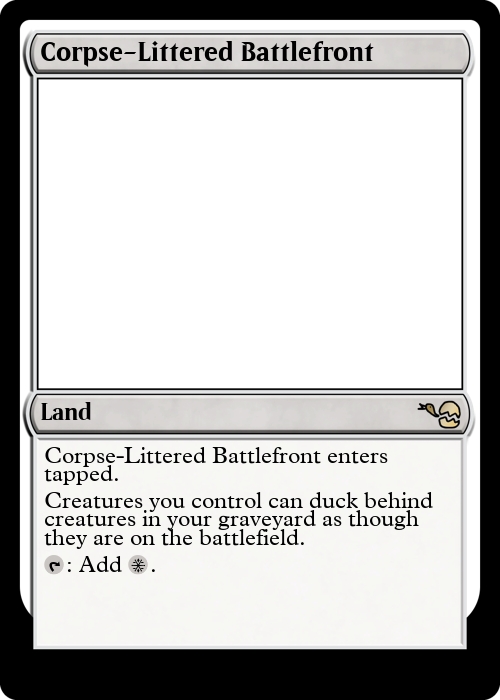 Corpse-Littered Battlefront
Land
Corpse-Littered Battlefront enters
tapped.
Creatures you control can duck behind
creatures in your graveyard as though
they are on the battlefield.
: Add .